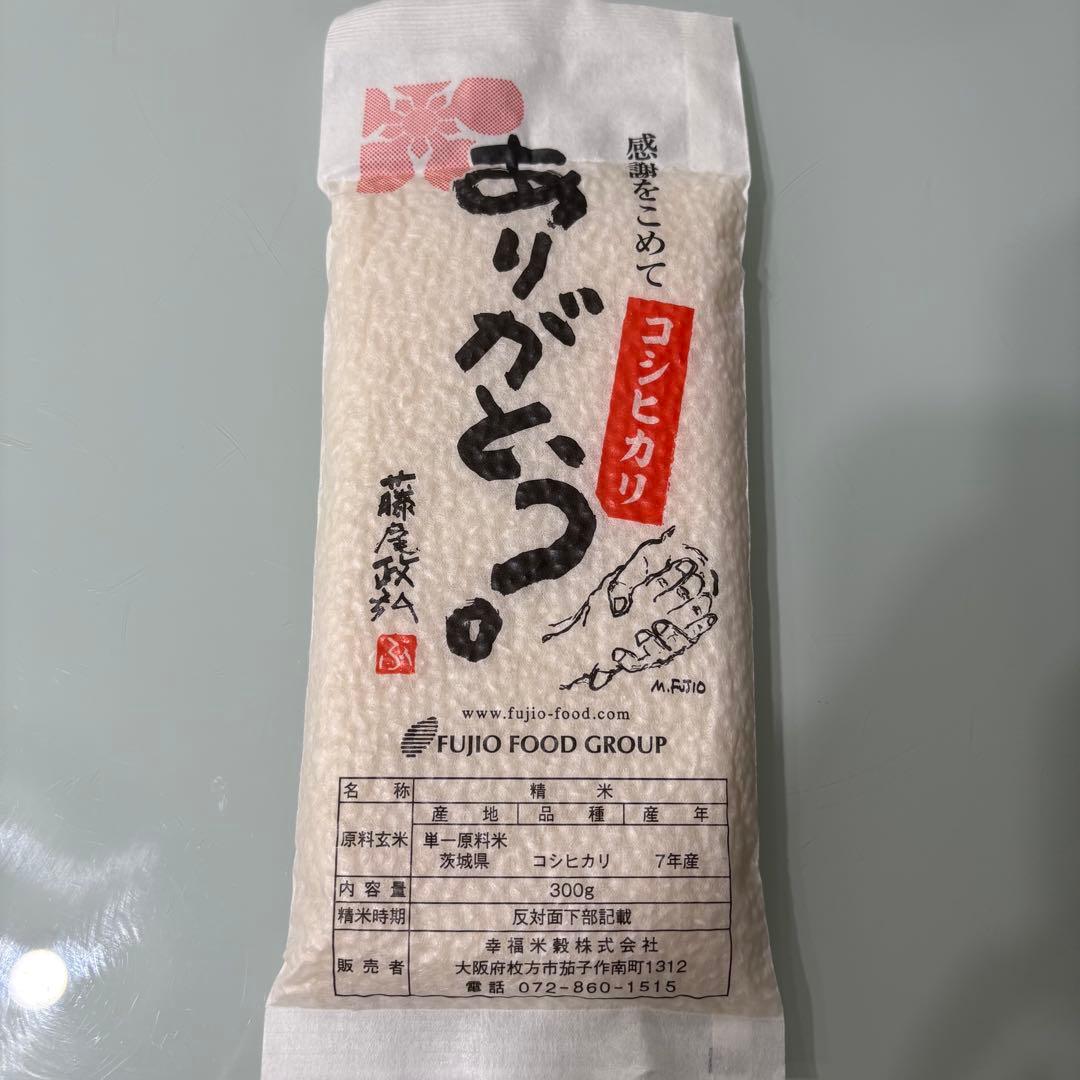 感謝をこめて
ありがとう。
コシヒカリ
藤尾政弘
ふ
M.FUJIO
www.fujio-food.com
FUJIO FOOD GROUP
名称 精米
産地 品種 産年
原料玄米 単一原料米
茨城県 コシヒカリ 7年産
内容量 300g
精米時期 反対面下部記載
販売者 幸福米穀株式会社
大阪府枚方市茄子作南町1312
電話 072-860-1515